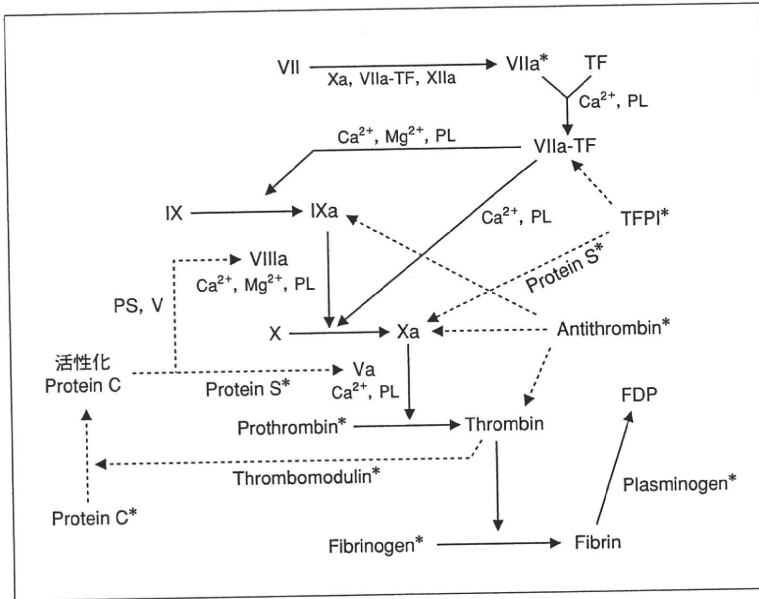 VII
Xa, VIIa-TF, XIIa
VIIa*
TF
Ca²⁺, PL
Ca²⁺, Mg²⁺, PL
VIIa-TF
IX
IXa
Ca²⁺, PL
TFPI*
Protein S*
VIIIa
Ca²⁺, Mg²⁺, PL
PS, V
X
Xa
Antithrombin*
活性化
Protein C
Protein S*
Va
Ca²⁺, PL
FDP
Prothrombin*
Thrombin
Thrombomodulin*
Plasminogen*
Protein C*
Fibrinogen*
Fibrin